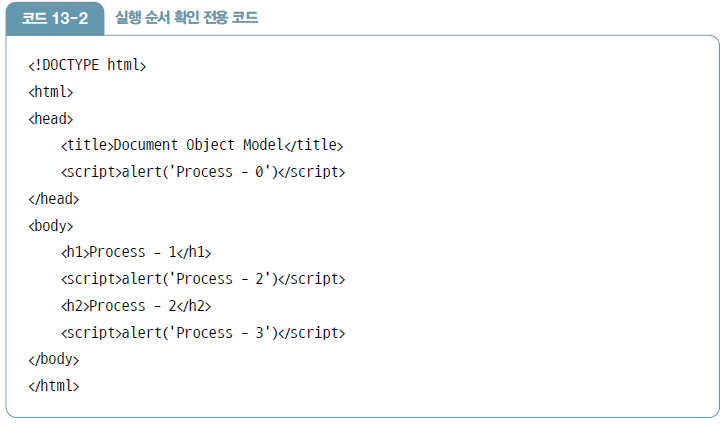 코드 13-2 실행 순서 확인 전용 코드
<!DOCTYPE html>
<html>
<head>
    <title>Document Object Model</title>
    <script>alert('Process - 0')</script>
</head>
<body>
    <h1>Process - 1</h1>
    <script>alert('Process - 2')</script>
    <h2>Process - 2</h2>
    <script>alert('Process - 3')</script>
</body>
</html>